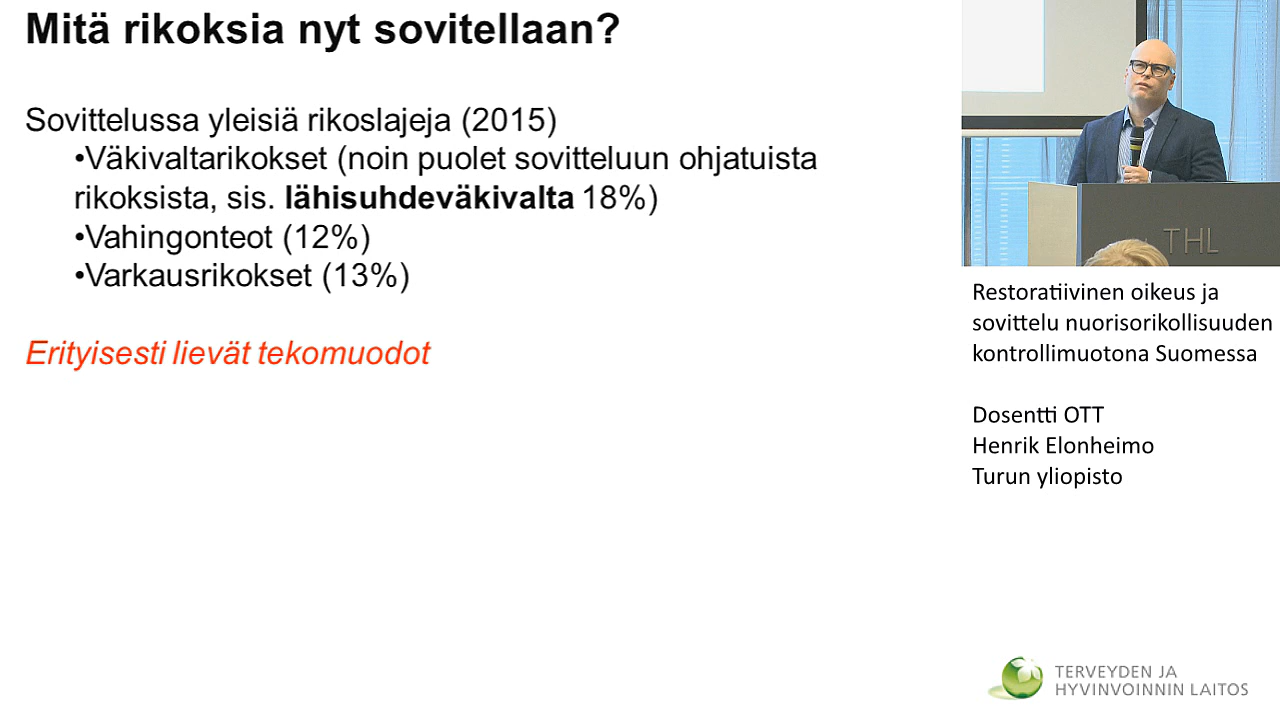 Mitä rikoksia nyt sovitellaan?
Sovittelussa yleisiä rikoslajeja (2015)
•Väkivaltarikokset (noin puolet sovitteluun ohjatuista
rikoksista, sis. lähisuhdeväkivalta 18%)
•Vahingonteot (12%)
•Varkausrikokset (13%)
Erityisesti lievät tekomuodot
THL
Restoratiivinen oikeus ja
sovittelu nuorisorikollisuuden
kontrollimuotona Suomessa
Dosentti OTT
Henrik Elonheimo
Turun yliopisto
TERVEYDEN JA
HYVINVOINNIN LAITOS